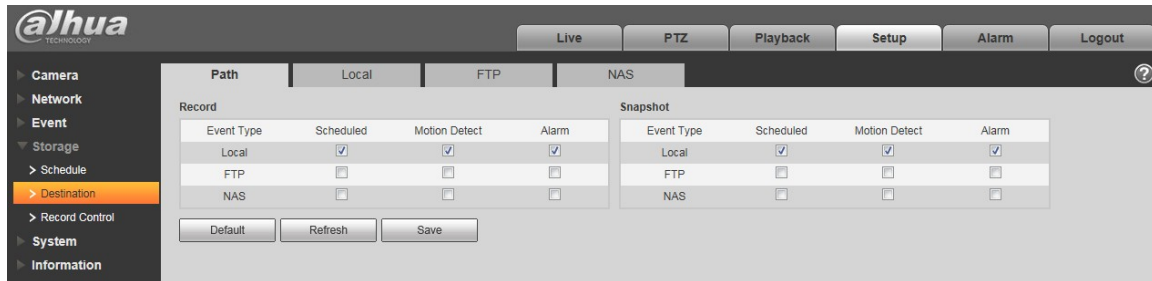 alhua
TECHNOLOGY
Live PTZ Playback Setup Alarm Logout
Camera
Network
Event
Storage
> Schedule
> Destination
> Record Control
System
Information
Path Local FTP NAS
?
Record
Event Type Scheduled Motion Detect Alarm
Local
FTP
NAS
Snapshot
Event Type Scheduled Motion Detect Alarm
Local
FTP
NAS
Default Refresh Save